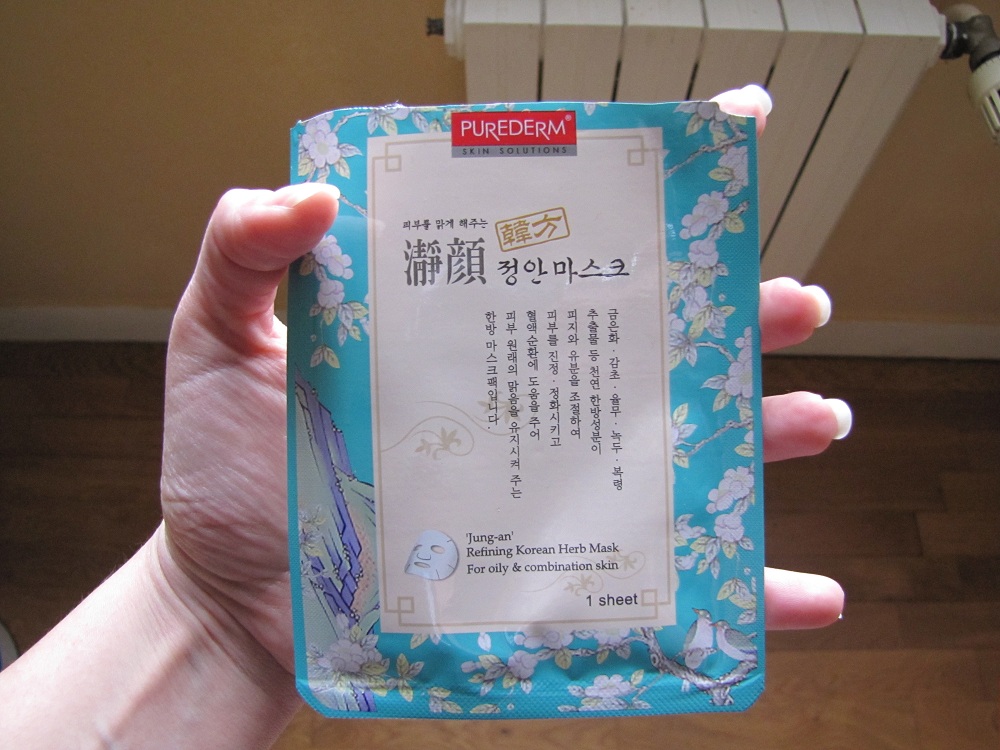 PUREDERM®
SKIN SOLUTIONS
피부를 맑게 해주는
韓方
瀞顔 정안마스크
금은화 · 감초 · 율무 · 녹두 · 복령
추출물 등 천연 한방성분이
피지와 유분을 조절하여
피부를 진정 · 정화시키고
혈액순환에 도움을 주어
피부 원래의 맑음을 유지시켜 주는
한방 마스크팩입니다.
'Jung-an'
Refining Korean Herb Mask
For oily & combination skin
1 sheet